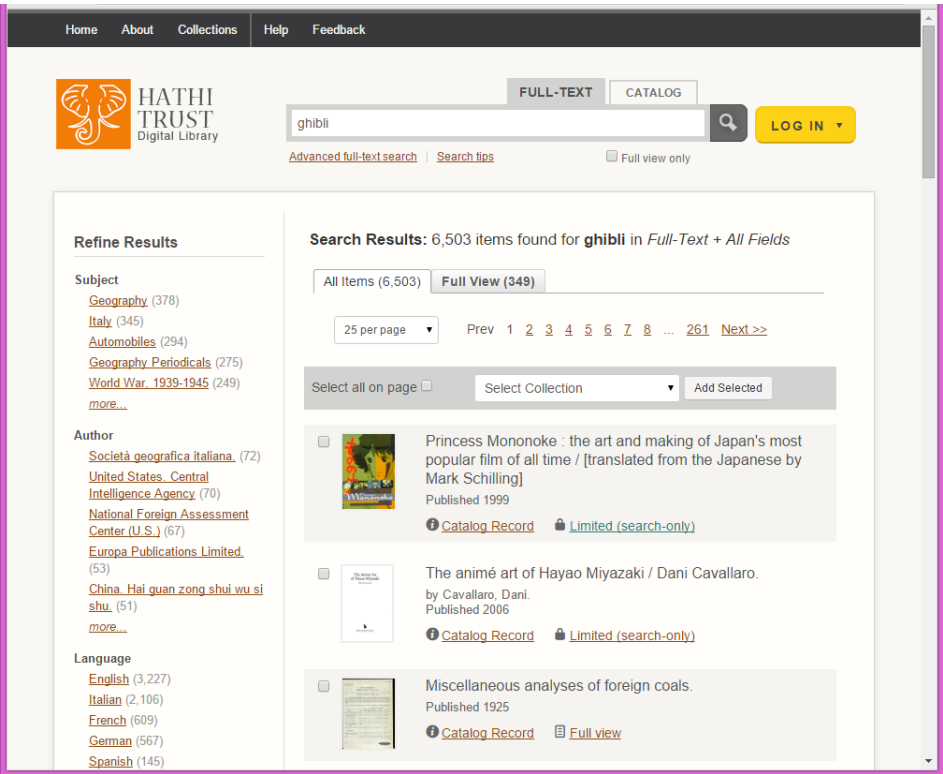 Home About Collections Help Feedback
HATHI
TRUST
Digital Library
FULL-TEXT CATALOG
ghibli
LOG IN ▼
Advanced full-text search | Search tips
Full view only
Refine Results
Subject
Geography (378)
Italy (345)
Automobiles (294)
Geography Periodicals (275)
World War, 1939-1945 (249)
more...
Author
Società geografica italiana. (72)
United States. Central
Intelligence Agency (70)
National Foreign Assessment
Center (U.S.) (67)
Europa Publications Limited.
(53)
China. Hai guan zong shui wu si
shu. (51)
more...
Language
English (3,227)
Italian (2,106)
French (609)
German (567)
Spanish (145)
Search Results: 6,503 items found for ghibli in Full-Text + All Fields
All Items (6,503) Full View (349)
25 per page ▼ Prev 1 2 3 4 5 6 7 8 ... 261 Next >>
Select all on page Select Collection ▼ Add Selected
Princess Mononoke : the art and making of Japan's most
popular film of all time / [translated from the Japanese by
Mark Schilling]
Published 1999
Catalog Record Limited (search-only)
The animé art of Hayao Miyazaki / Dani Cavallaro.
by Cavallaro, Dani.
Published 2006
Catalog Record Limited (search-only)
Miscellaneous analyses of foreign coals.
Published 1925
Catalog Record Full view